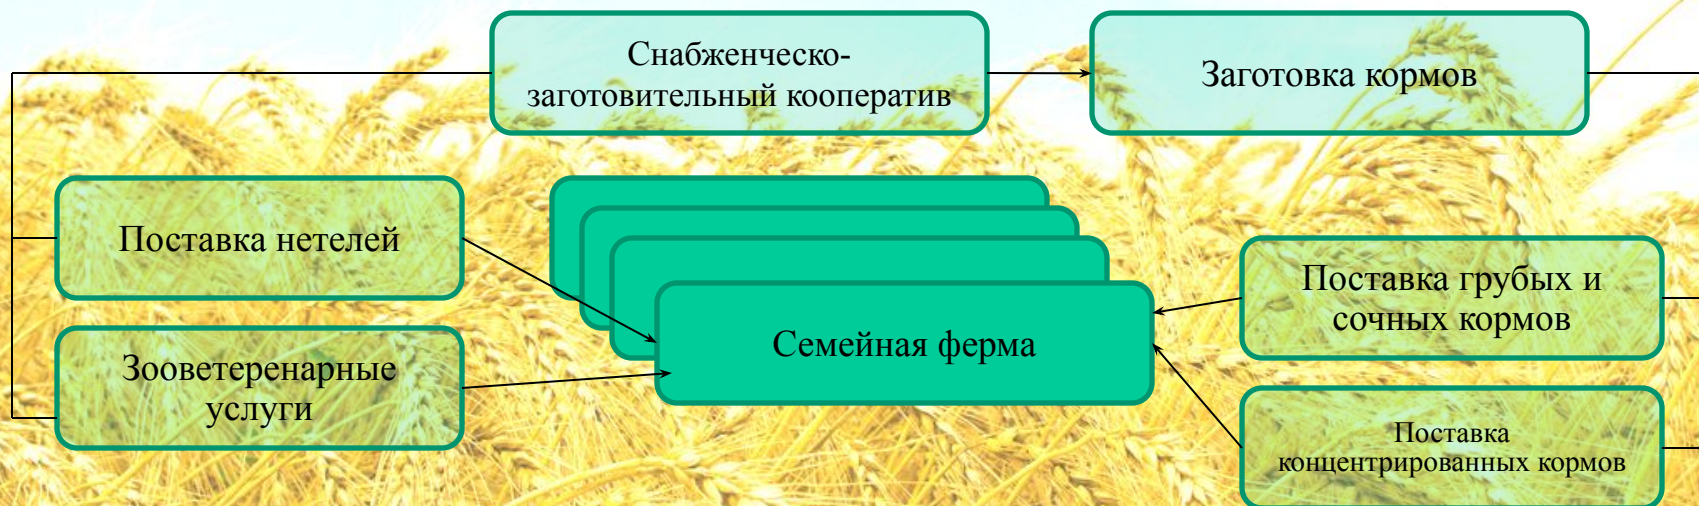 Снабженческо-
заготовительный кооператив
Заготовка кормов
Поставка нетелей
Зооветеренарные
услуги
Семейная ферма
Поставка грубых и
сочных кормов
Поставка
концентрированных кормов